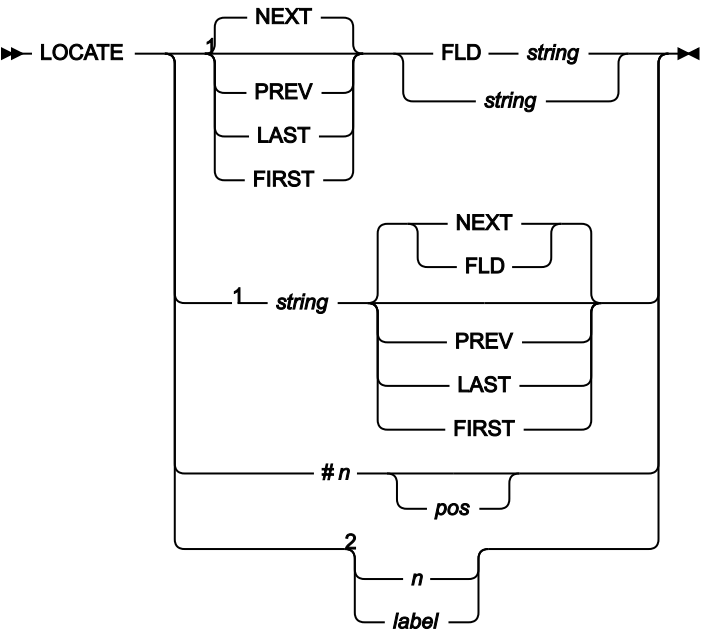 NEXT
LOCATE 1 FLD string
PREV string
LAST
FIRST
NEXT
FLD
1 string
PREV
LAST
FIRST
# n
pos
2
n
label